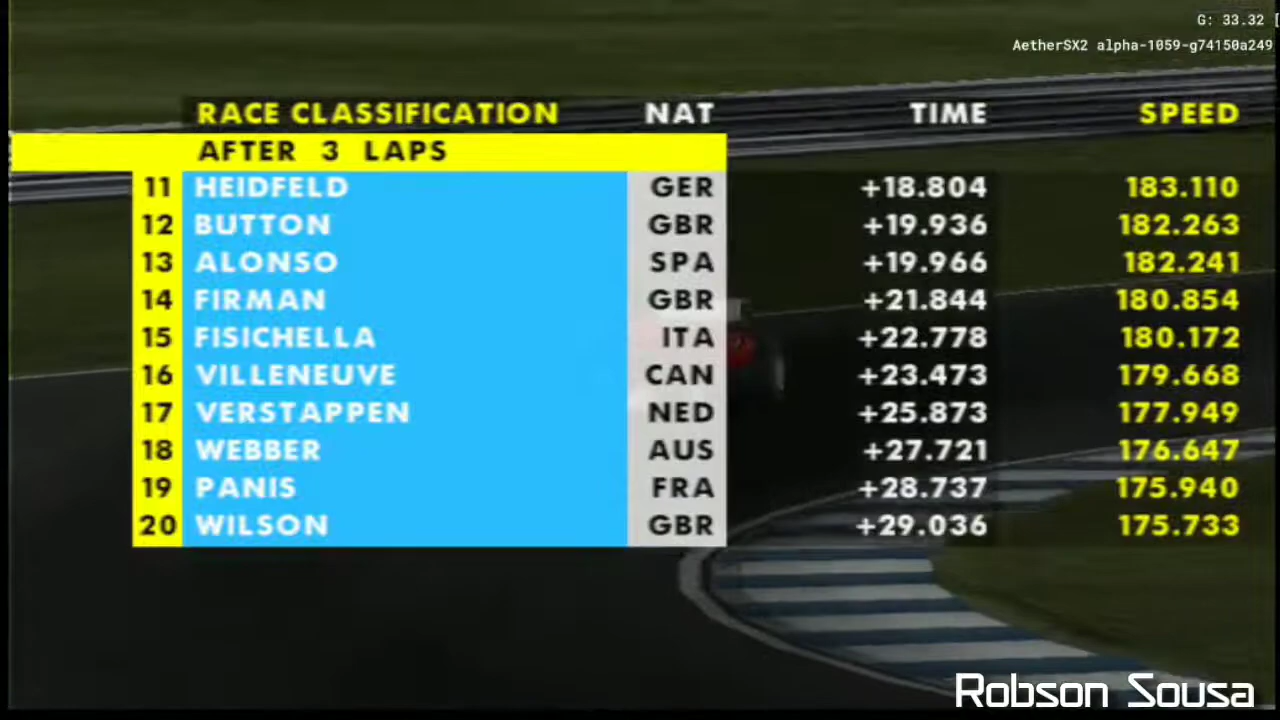 G: 33.32 [
AetherSX2 alpha-1059-g74150a249
RACE CLASSIFICATION NAT TIME SPEED
AFTER 3 LAPS
11 HEIDFELD GER +18.804 183.110
12 BUTTON GBR +19.936 182.263
13 ALONSO SPA +19.966 182.241
14 FIRMAN GBR +21.844 180.854
15 FISICHELLA ITA +22.778 180.172
16 VILLENEUVE CAN +23.473 179.668
17 VERSTAPPEN NED +25.873 177.949
18 WEBBER AUS +27.721 176.647
19 PANIS FRA +28.737 175.940
20 WILSON GBR +29.036 175.733
Robson Sousa